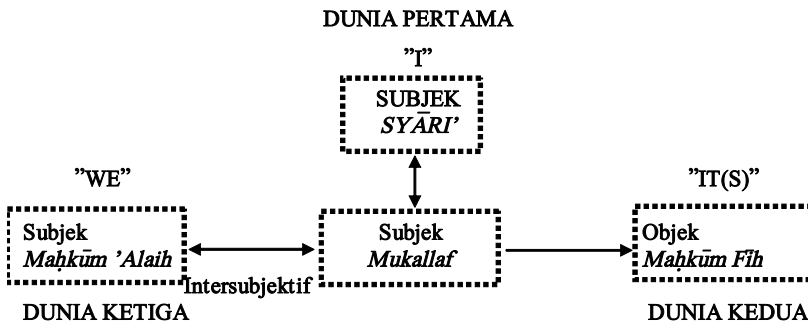 DUNIA PERTAMA
”I”
SUBJEK
SYĀRI’
”WE”
”IT(S)”
Subjek
Maḥkūm ’Alaih
Subjek
Mukallaf
Objek
Maḥkūm Fīh
Intersubjektif
DUNIA KETIGA
DUNIA KEDUA